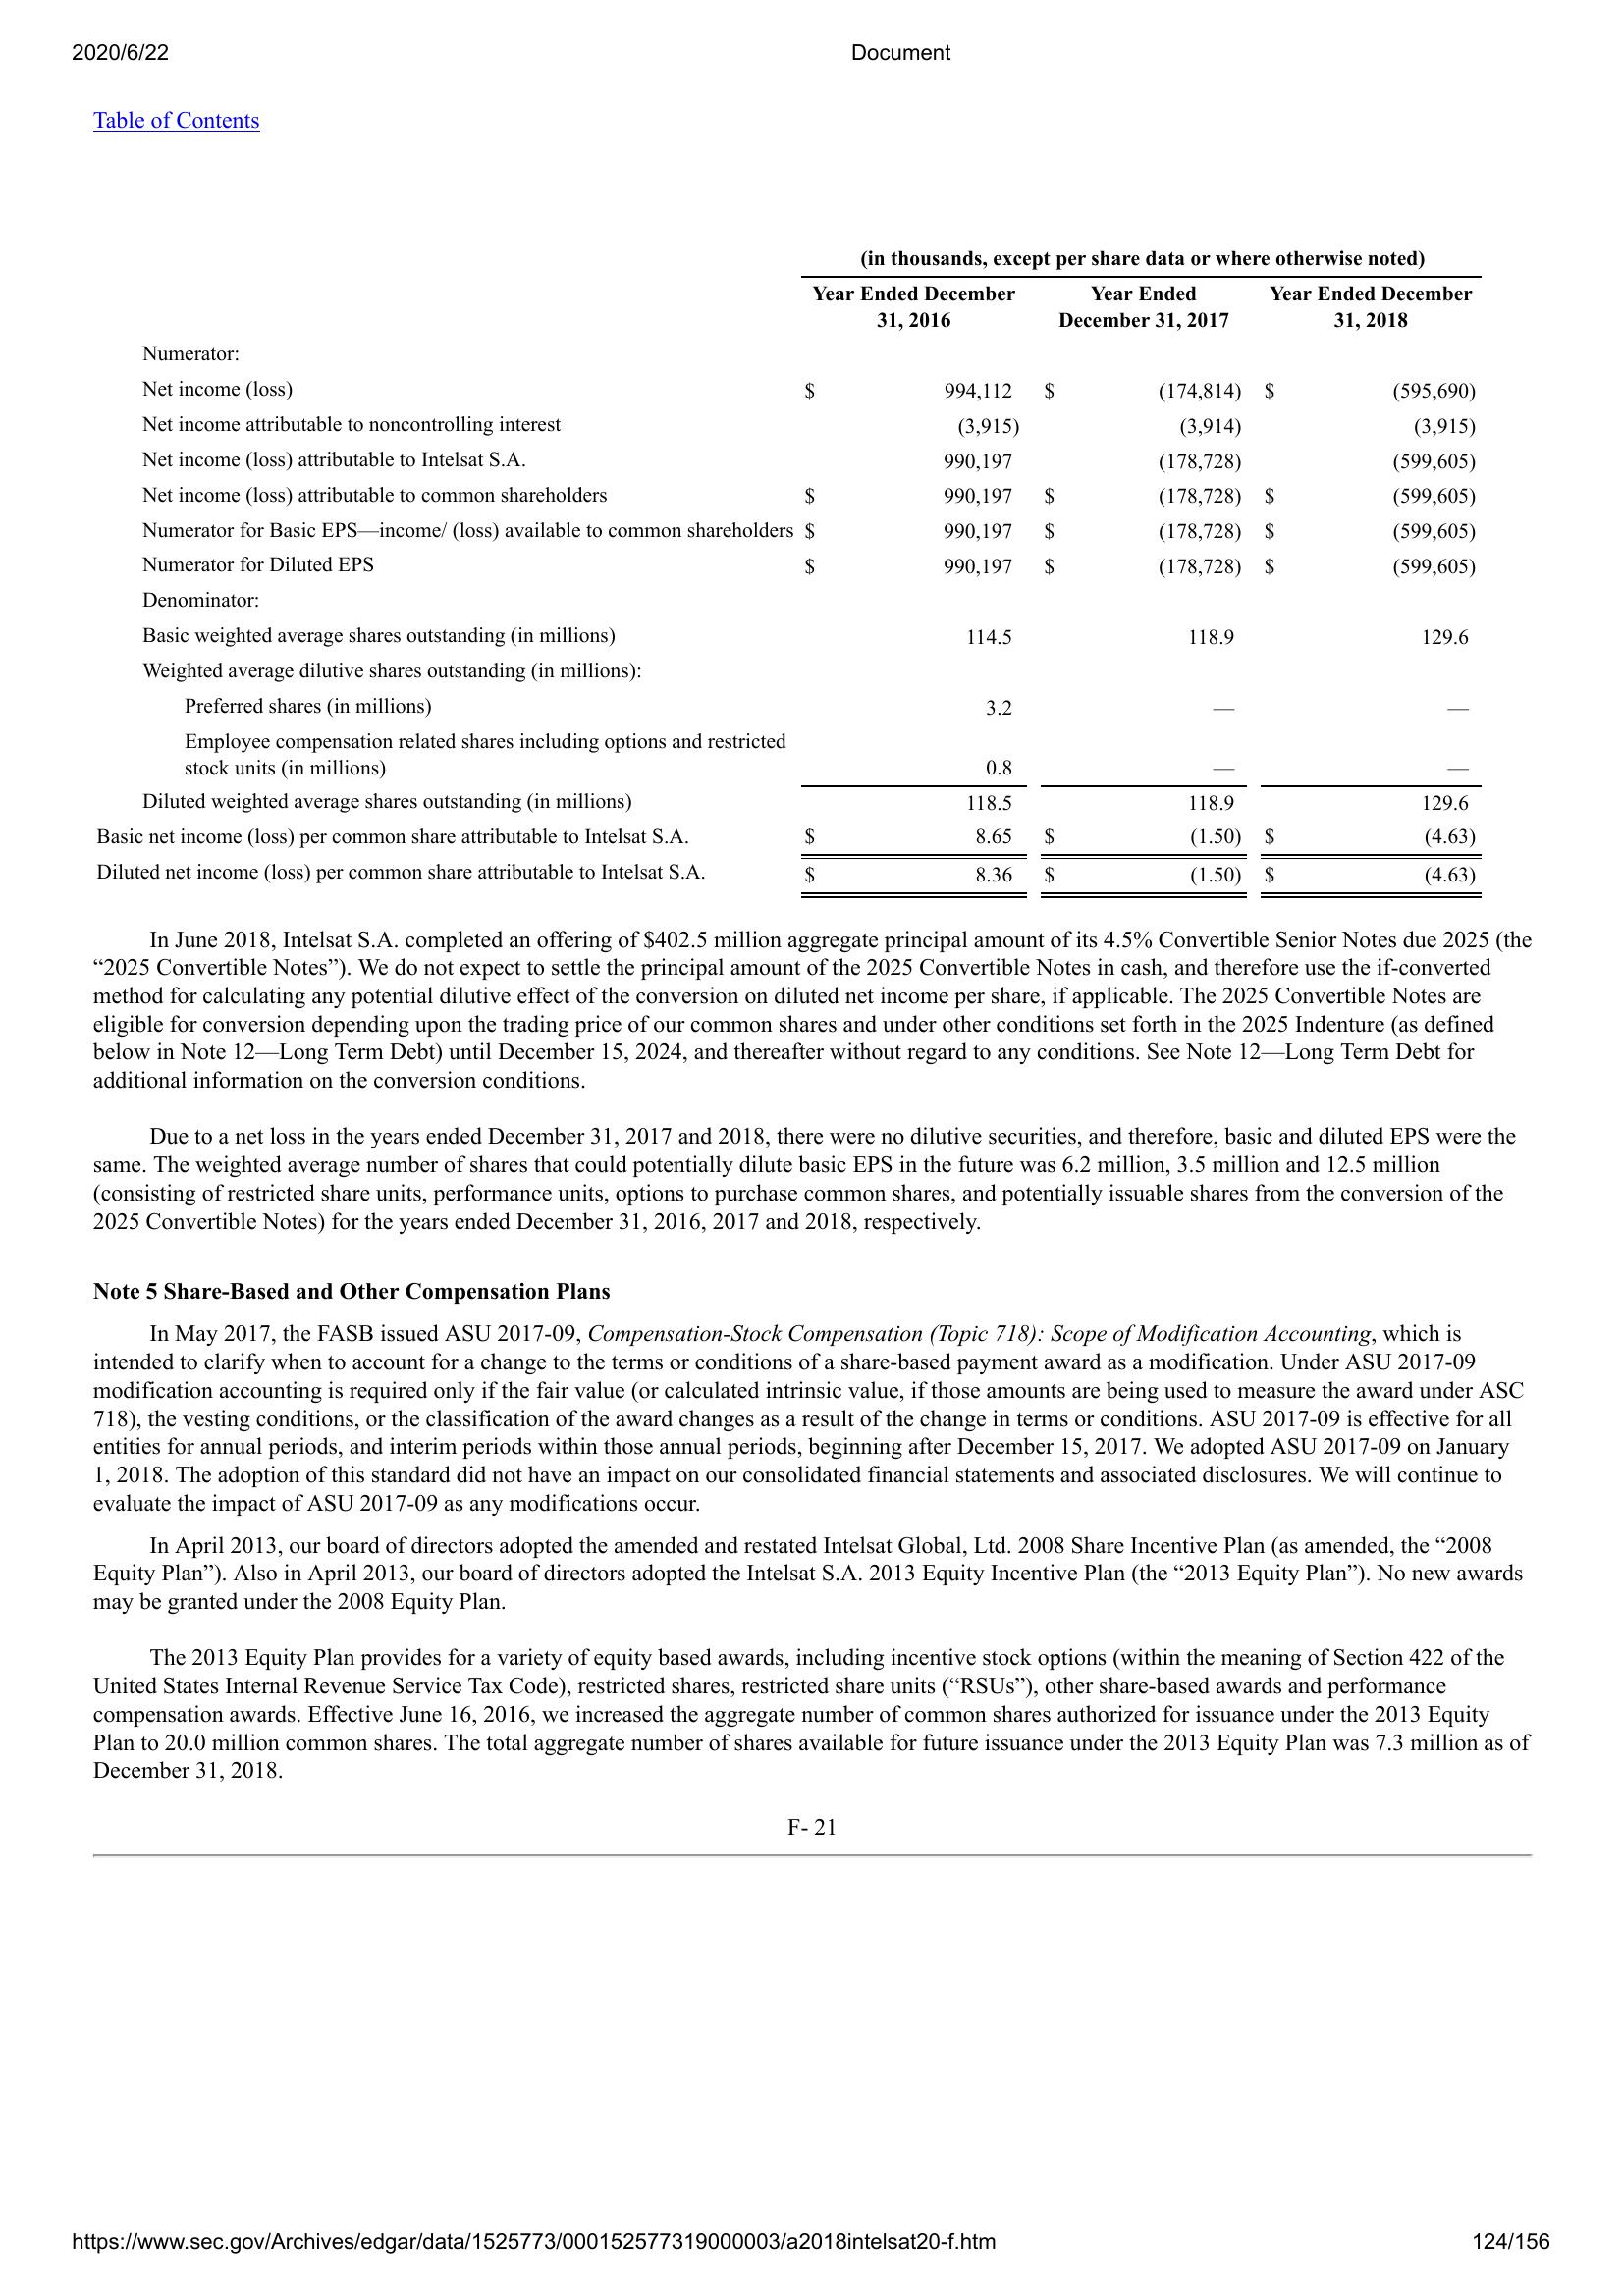 2020/6/22 Document
Table of Contents
(in thousands, except per share data or where otherwise noted)
Year Ended December 31, 2016 Year Ended December 31, 2017 Year Ended December 31, 2018
Numerator:
Net income (loss) $ 994,112 $ (174,814) $ (595,690)
Net income attributable to noncontrolling interest (3,915) (3,914) (3,915)
Net income (loss) attributable to Intelsat S.A. 990,197 (178,728) (599,605)
Net income (loss) attributable to common shareholders $ 990,197 $ (178,728) $ (599,605)
Numerator for Basic EPS—income/ (loss) available to common shareholders $ 990,197 $ (178,728) $ (599,605)
Numerator for Diluted EPS $ 990,197 $ (178,728) $ (599,605)
Denominator:
Basic weighted average shares outstanding (in millions) 114.5 118.9 129.6
Weighted average dilutive shares outstanding (in millions):
Preferred shares (in millions) 3.2 — —
Employee compensation related shares including options and restricted
stock units (in millions) 0.8 — —
Diluted weighted average shares outstanding (in millions) 118.5 118.9 129.6
Basic net income (loss) per common share attributable to Intelsat S.A. $ 8.65 $ (1.50) $ (4.63)
Diluted net income (loss) per common share attributable to Intelsat S.A. $ 8.36 $ (1.50) $ (4.63)
In June 2018, Intelsat S.A. completed an offering of $402.5 million aggregate principal amount of its 4.5% Convertible Senior Notes due 2025 (the
“2025 Convertible Notes”). We do not expect to settle the principal amount of the 2025 Convertible Notes in cash, and therefore use the if-converted
method for calculating any potential dilutive effect of the conversion on diluted net income per share, if applicable. The 2025 Convertible Notes are
eligible for conversion depending upon the trading price of our common shares and under other conditions set forth in the 2025 Indenture (as defined
below in Note 12—Long Term Debt) until December 15, 2024, and thereafter without regard to any conditions. See Note 12—Long Term Debt for
additional information on the conversion conditions.
Due to a net loss in the years ended December 31, 2017 and 2018, there were no dilutive securities, and therefore, basic and diluted EPS were the
same. The weighted average number of shares that could potentially dilute basic EPS in the future was 6.2 million, 3.5 million and 12.5 million
(consisting of restricted share units, performance units, options to purchase common shares, and potentially issuable shares from the conversion of the
2025 Convertible Notes) for the years ended December 31, 2016, 2017 and 2018, respectively.
Note 5 Share-Based and Other Compensation Plans
In May 2017, the FASB issued ASU 2017-09, Compensation-Stock Compensation (Topic 718): Scope of Modification Accounting, which is
intended to clarify when to account for a change to the terms or conditions of a share-based payment award as a modification. Under ASU 2017-09
modification accounting is required only if the fair value (or calculated intrinsic value, if those amounts are being used to measure the award under ASC
718), the vesting conditions, or the classification of the award changes as a result of the change in terms or conditions. ASU 2017-09 is effective for all
entities for annual periods, and interim periods within those annual periods, beginning after December 15, 2017. We adopted ASU 2017-09 on January
1, 2018. The adoption of this standard did not have an impact on our consolidated financial statements and associated disclosures. We will continue to
evaluate the impact of ASU 2017-09 as any modifications occur.
In April 2013, our board of directors adopted the amended and restated Intelsat Global, Ltd. 2008 Share Incentive Plan (as amended, the “2008
Equity Plan”). Also in April 2013, our board of directors adopted the Intelsat S.A. 2013 Equity Incentive Plan (the “2013 Equity Plan”). No new awards
may be granted under the 2008 Equity Plan.
The 2013 Equity Plan provides for a variety of equity based awards, including incentive stock options (within the meaning of Section 422 of the
United States Internal Revenue Service Tax Code), restricted shares, restricted share units (“RSUs”), other share-based awards and performance
compensation awards. Effective June 16, 2016, we increased the aggregate number of common shares authorized for issuance under the 2013 Equity
Plan to 20.0 million common shares. The total aggregate number of shares available for future issuance under the 2013 Equity Plan was 7.3 million as of
December 31, 2018.
F- 21
https://www.sec.gov/Archives/edgar/data/1525773/000152577319000003/a2018intelsat20-f.htm 124/156